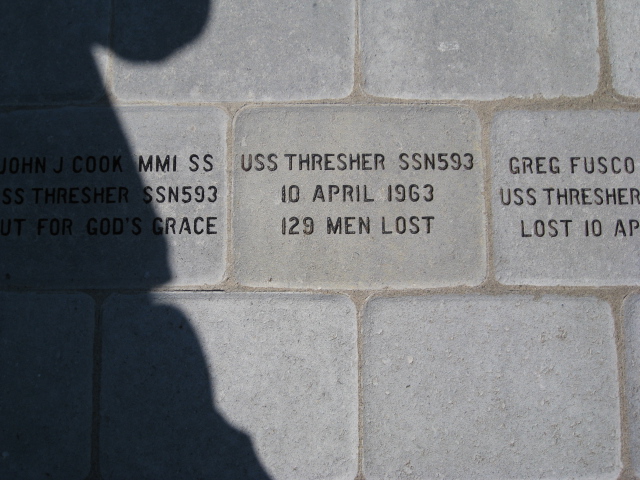 JOHN J COOK MMI SS
SS THRESHER SSN593
UT FOR GOD'S GRACE
USS THRESHER SSN593
10 APRIL 1963
129 MEN LOST
GREG FUSCO
USS THRESHER
LOST 10 AP